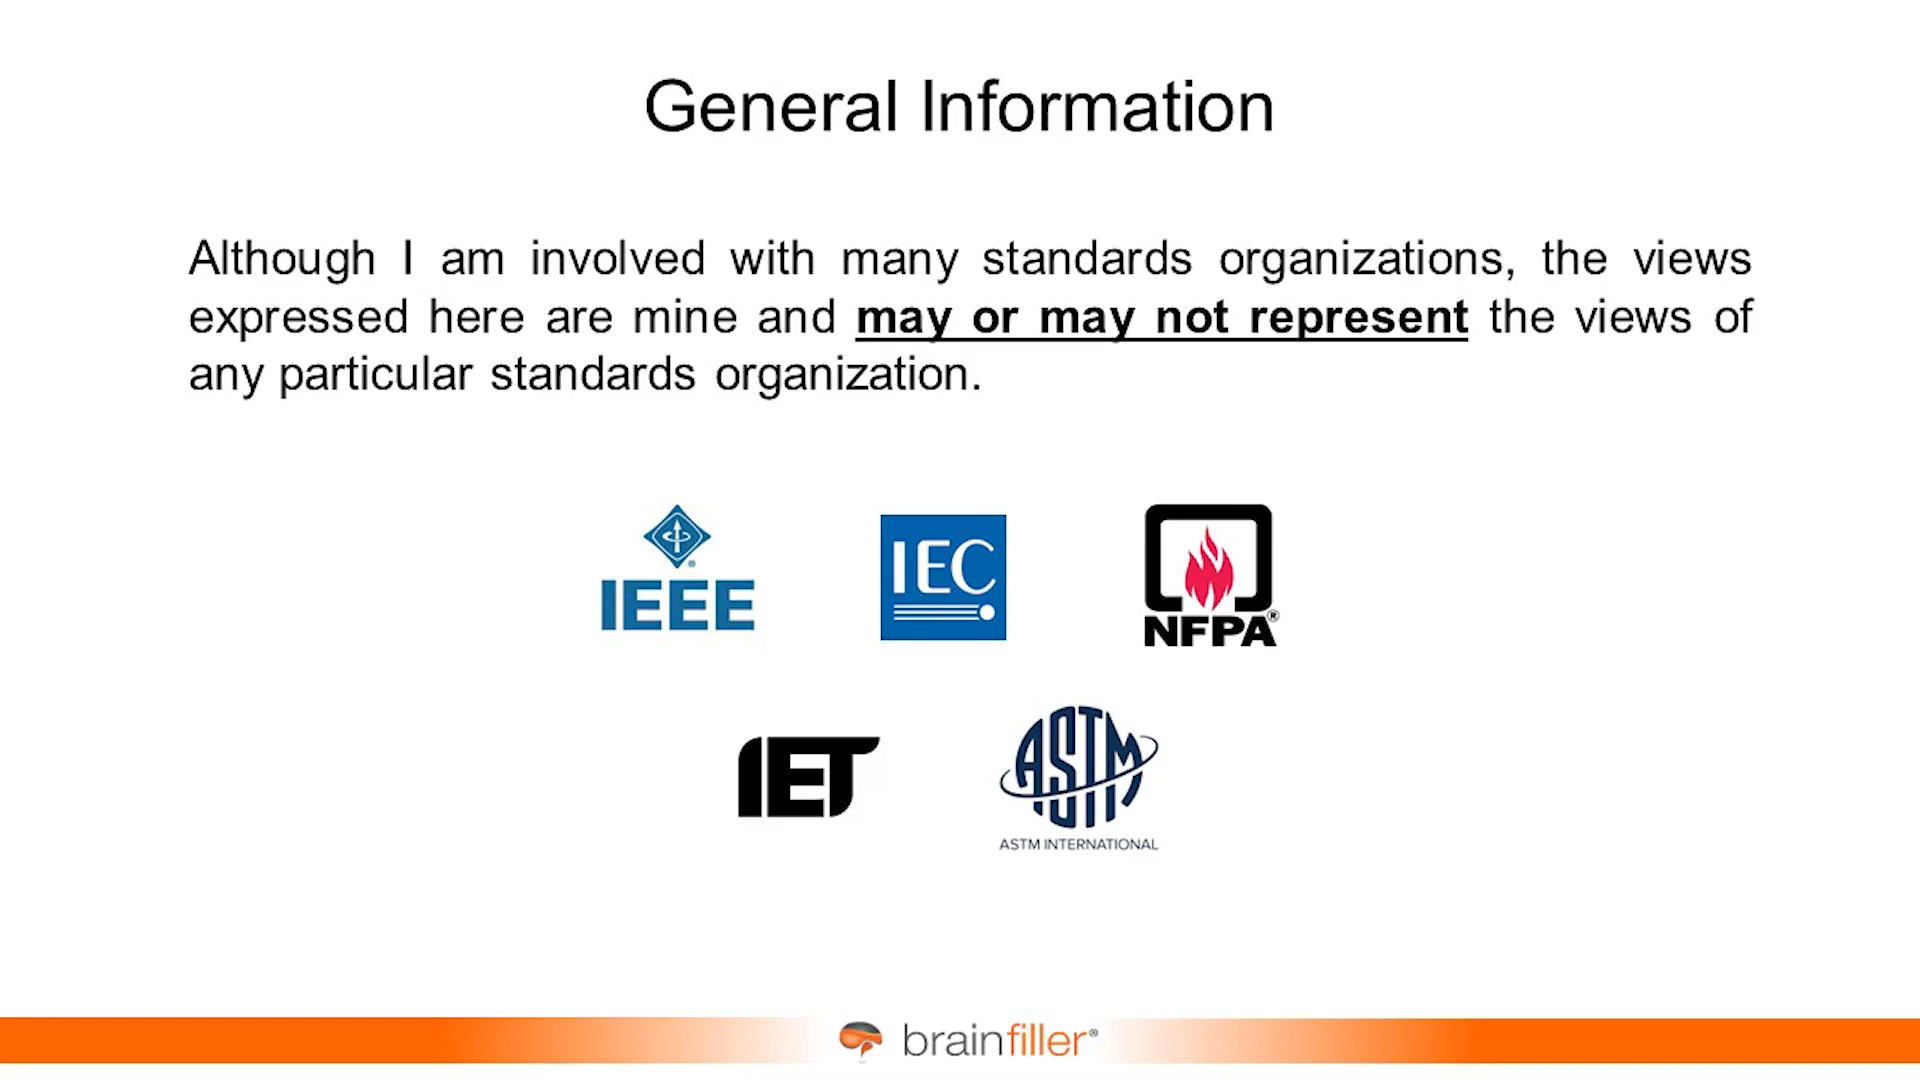 General Information
Although I am involved with many standards organizations, the views
expressed here are mine and may or may not represent the views of
any particular standards organization.
IEEE
IEC
NFPA®
IET
ASTM
ASTM INTERNATIONAL
brainfiller®